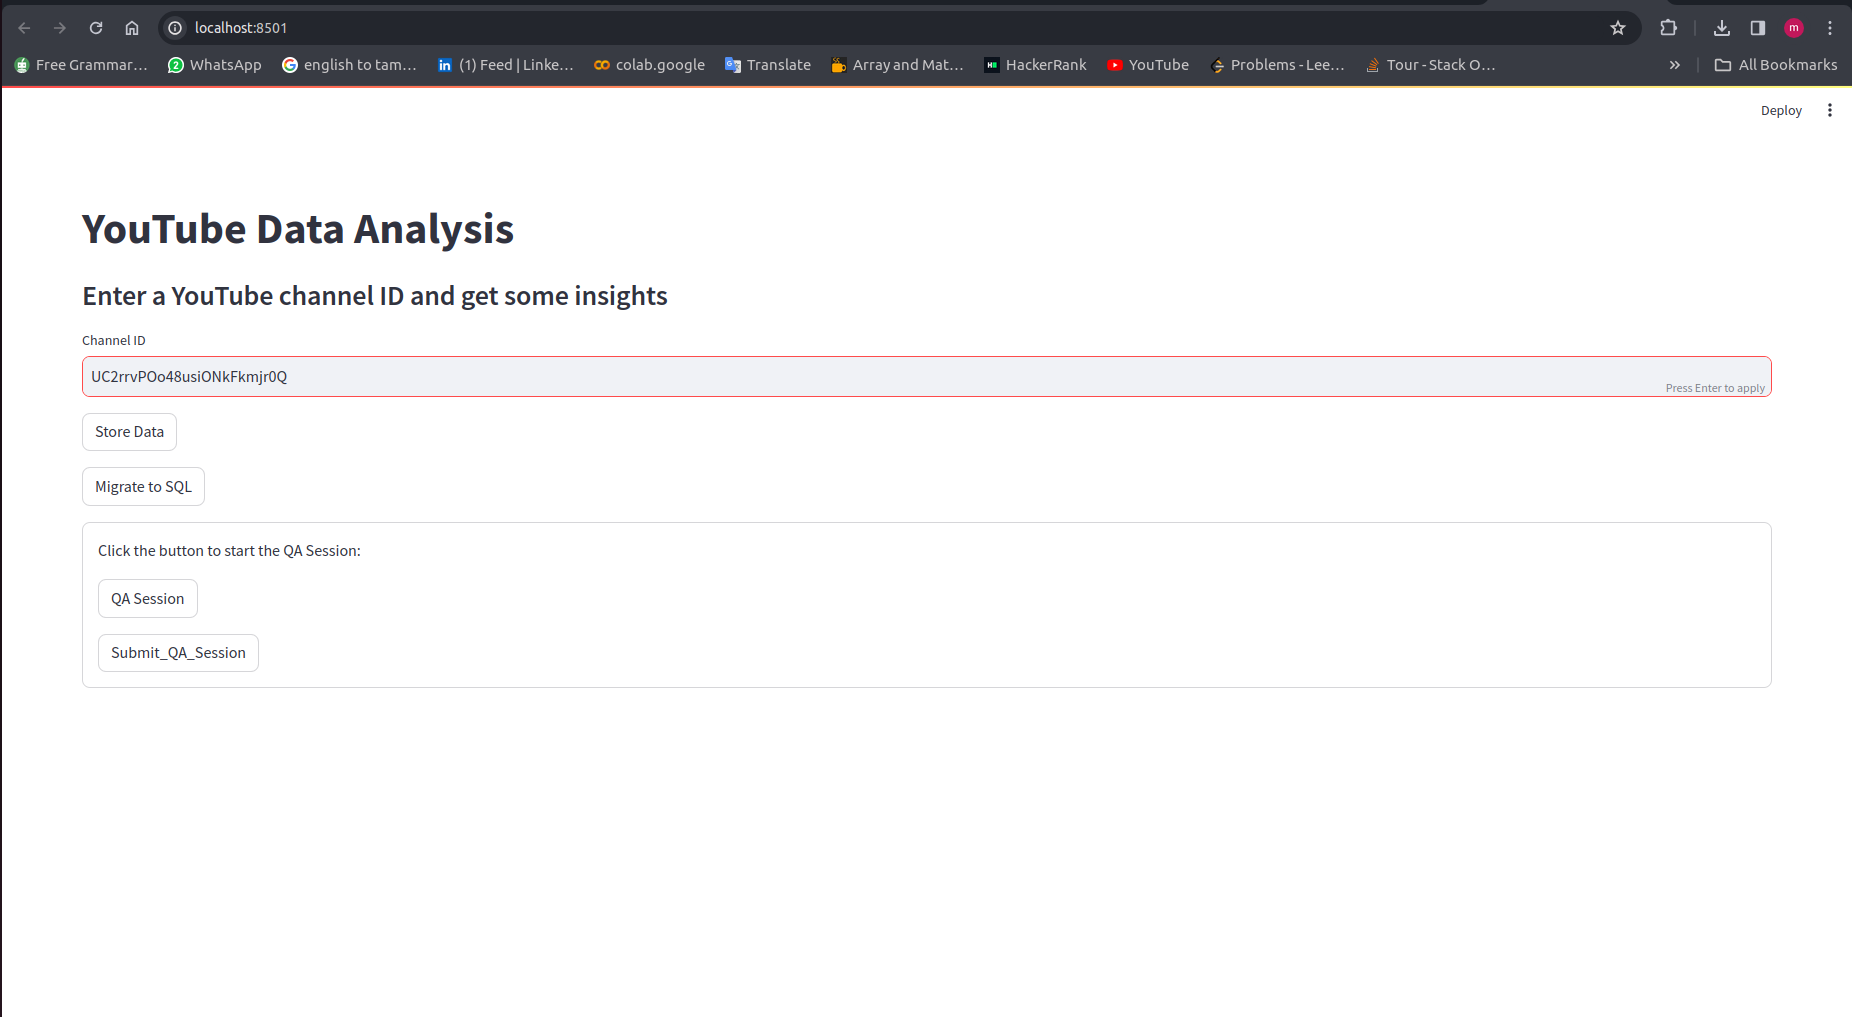 localhost:8501
m
Free Grammar...
2 WhatsApp
G english to tam...
in (1) Feed | Linke...
colab.google
Translate
Array and Mat...
HackerRank
YouTube
Problems - Lee...
Tour - Stack O...
» All Bookmarks
Deploy
YouTube Data Analysis
Enter a YouTube channel ID and get some insights
Channel ID
UC2rrvPOo48usiONkFkmjr0Q
Press Enter to apply
Store Data
Migrate to SQL
Click the button to start the QA Session:
QA Session
Submit_QA_Session